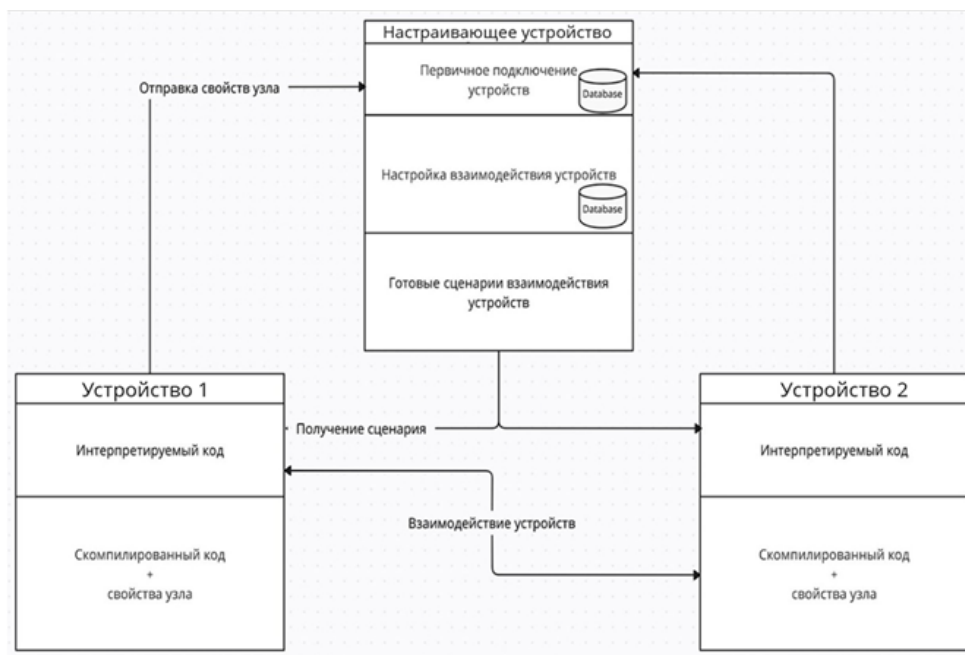 Настраивающее устройство
Первичное подключение
устройств
Database
Отправка свойств узла
Настройка взаимодействия устройств
Database
Готовые сценарии взаимодействия
устройств
Устройство 1
Интерпретируемый код
Скомпилированный код
+
свойства узла
Получение сценария
Взаимодействие устройств
Устройство 2
Интерпретируемый код
Скомпилированный код
+
свойства узла